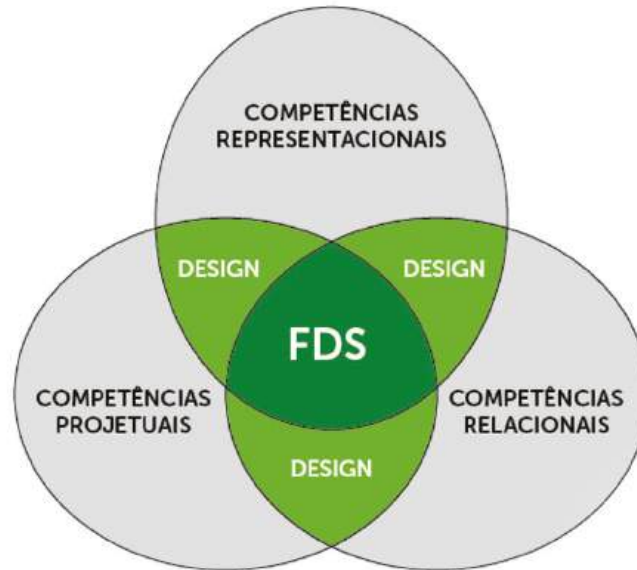 COMPETÊNCIAS
REPRESENTACIONAIS
DESIGN
DESIGN
FDS
COMPETÊNCIAS
PROJETUAIS
COMPETÊNCIAS
RELACIONAIS
DESIGN